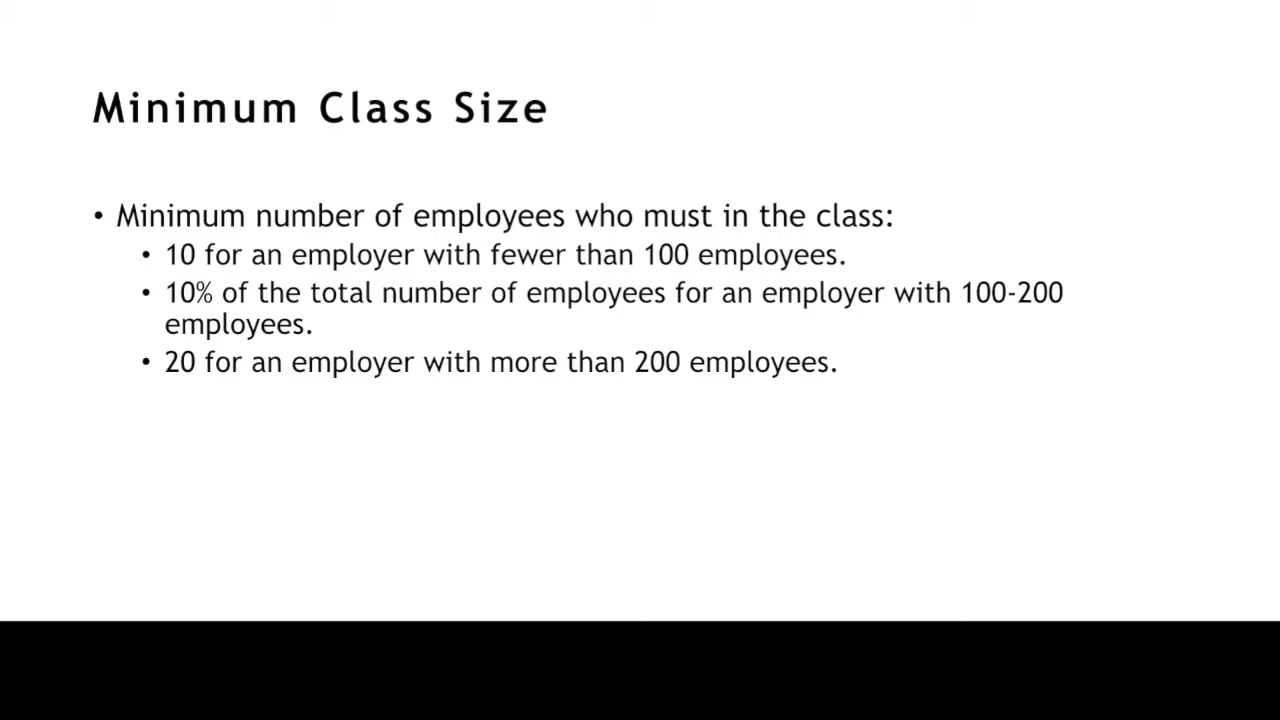 Minimum Class Size
• Minimum number of employees who must in the class:
• 10 for an employer with fewer than 100 employees.
• 10% of the total number of employees for an employer with 100-200
employees.
• 20 for an employer with more than 200 employees.